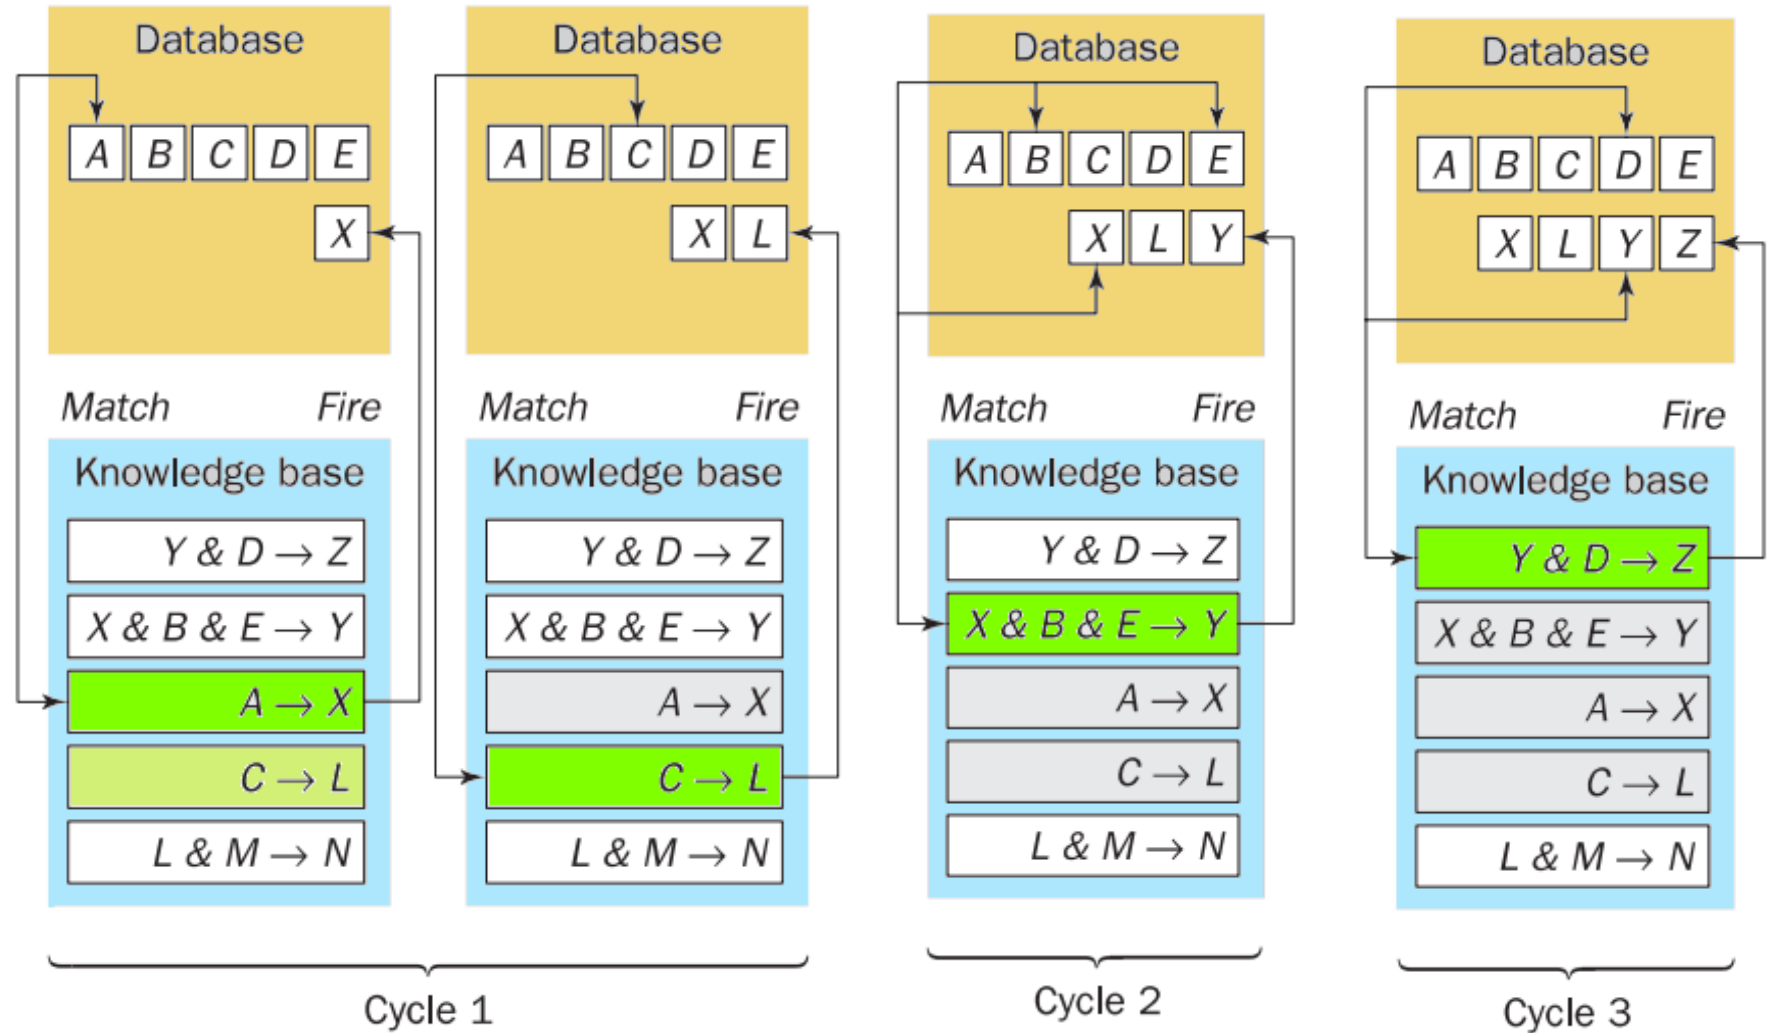 Database
A B C D E
X
Match Fire
Knowledge base
Y & D → Z
X & B & E → Y
A → X
C → L
L & M → N
Database
A B C D E
X L
Match Fire
Knowledge base
Y & D → Z
X & B & E → Y
A → X
C → L
L & M → N
Cycle 1
Database
A B C D E
X L Y
Match Fire
Knowledge base
Y & D → Z
X & B & E → Y
A → X
C → L
L & M → N
Cycle 2
Database
A B C D E
X L Y Z
Match Fire
Knowledge base
Y & D → Z
X & B & E → Y
A → X
C → L
L & M → N
Cycle 3